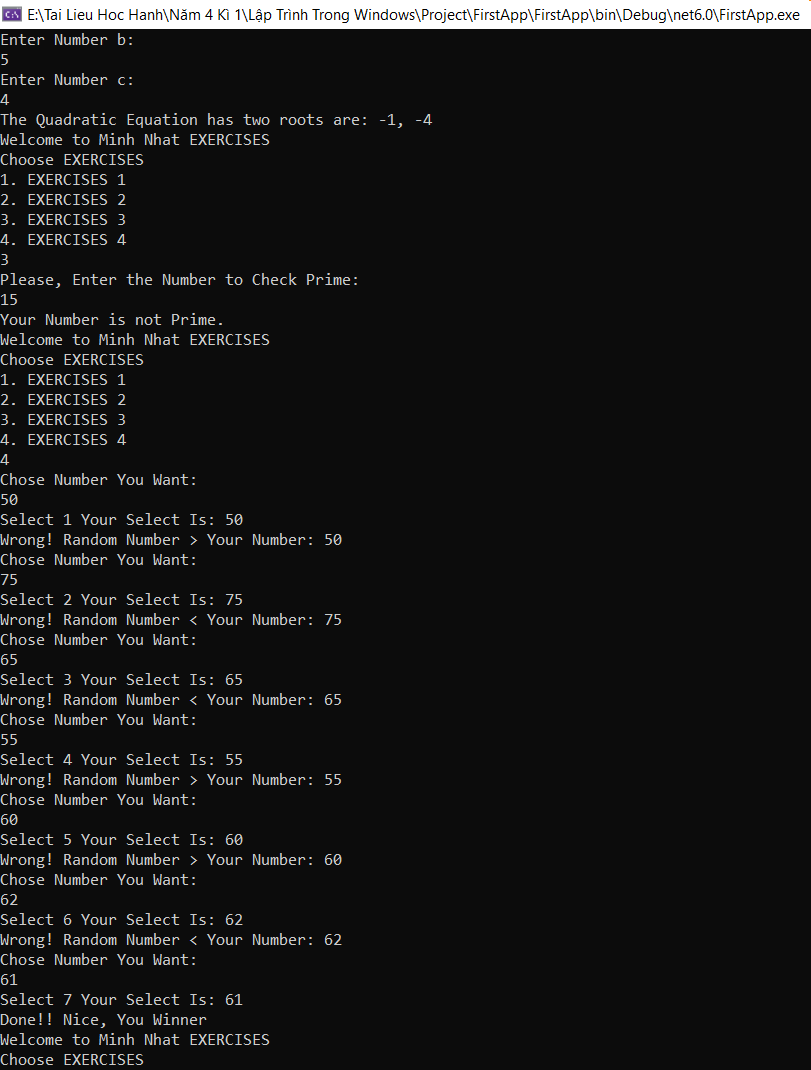 E:\Tai Lieu Hoc Hanh\Năm 4 Kì 1\Lập Trình Trong Windows\Project\FirstApp\FirstApp\bin\Debug\net6.0\FirstApp.exe
Enter Number b:
5
Enter Number c:
4
The Quadratic Equation has two roots are: -1, -4
Welcome to Minh Nhat EXERCISES
Choose EXERCISES
1. EXERCISES 1
2. EXERCISES 2
3. EXERCISES 3
4. EXERCISES 4
3
Please, Enter the Number to Check Prime:
15
Your Number is not Prime.
Welcome to Minh Nhat EXERCISES
Choose EXERCISES
1. EXERCISES 1
2. EXERCISES 2
3. EXERCISES 3
4. EXERCISES 4
4
Chose Number You Want:
50
Select 1 Your Select Is: 50
Wrong! Random Number > Your Number: 50
Chose Number You Want:
75
Select 2 Your Select Is: 75
Wrong! Random Number < Your Number: 75
Chose Number You Want:
65
Select 3 Your Select Is: 65
Wrong! Random Number < Your Number: 65
Chose Number You Want:
55
Select 4 Your Select Is: 55
Wrong! Random Number > Your Number: 55
Chose Number You Want:
60
Select 5 Your Select Is: 60
Wrong! Random Number > Your Number: 60
Chose Number You Want:
62
Select 6 Your Select Is: 62
Wrong! Random Number < Your Number: 62
Chose Number You Want:
61
Select 7 Your Select Is: 61
Done!! Nice, You Winner
Welcome to Minh Nhat EXERCISES
Choose EXERCISES